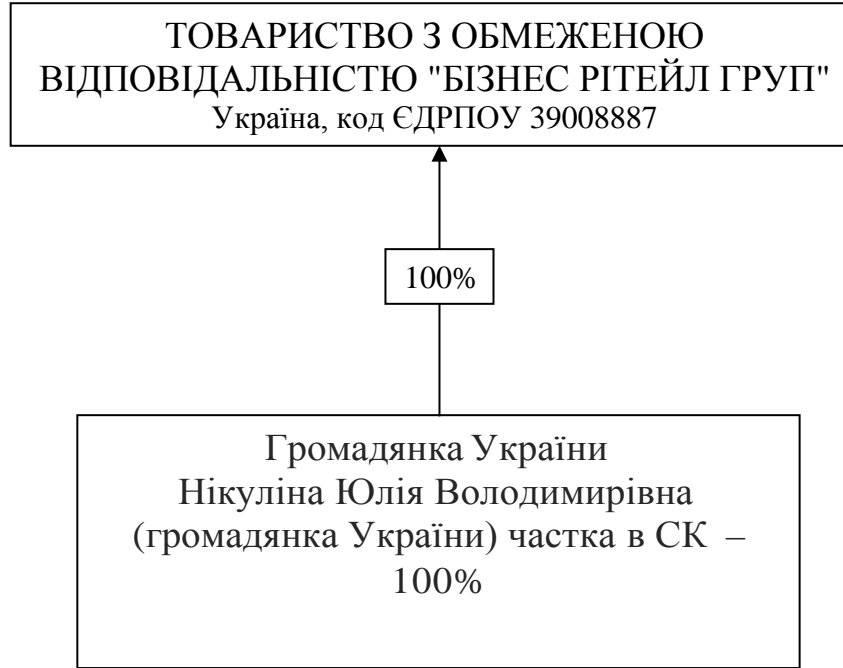 ТОВАРИСТВО З ОБМЕЖЕНОЮ
ВІДПОВІДАЛЬНІСТЮ "БІЗНЕС РІТЕЙЛ ГРУП"
Україна, код ЄДРПОУ 39008887
100%
Громадянка України
Нікуліна Юлія Володимирівна
(громадянка України) частка в СК –
100%